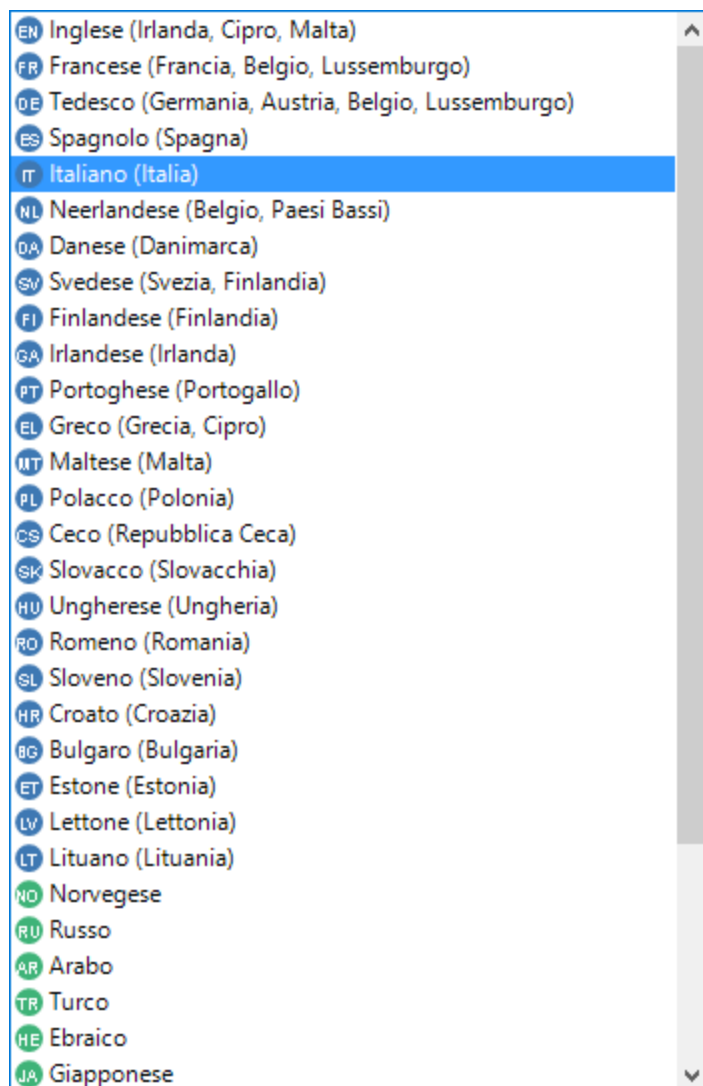 EN Inglese (Irlanda, Cipro, Malta)
FR Francese (Francia, Belgio, Lussemburgo)
DE Tedesco (Germania, Austria, Belgio, Lussemburgo)
ES Spagnolo (Spagna)
IT Italiano (Italia)
NL Neerlandese (Belgio, Paesi Bassi)
DA Danese (Danimarca)
SV Svedese (Svezia, Finlandia)
FI Finlandese (Finlandia)
GA Irlandese (Irlanda)
PT Portoghese (Portogallo)
EL Greco (Grecia, Cipro)
MT Maltese (Malta)
PL Polacco (Polonia)
CS Ceco (Repubblica Ceca)
SK Slovacco (Slovacchia)
HU Ungherese (Ungheria)
RO Romeno (Romania)
SL Sloveno (Slovenia)
HR Croato (Croazia)
BG Bulgaro (Bulgaria)
ET Estone (Estonia)
LV Lettone (Lettonia)
LT Lituano (Lituania)
NO Norvegese
RU Russo
AR Arabo
TR Turco
HE Ebraico
JA Giapponese